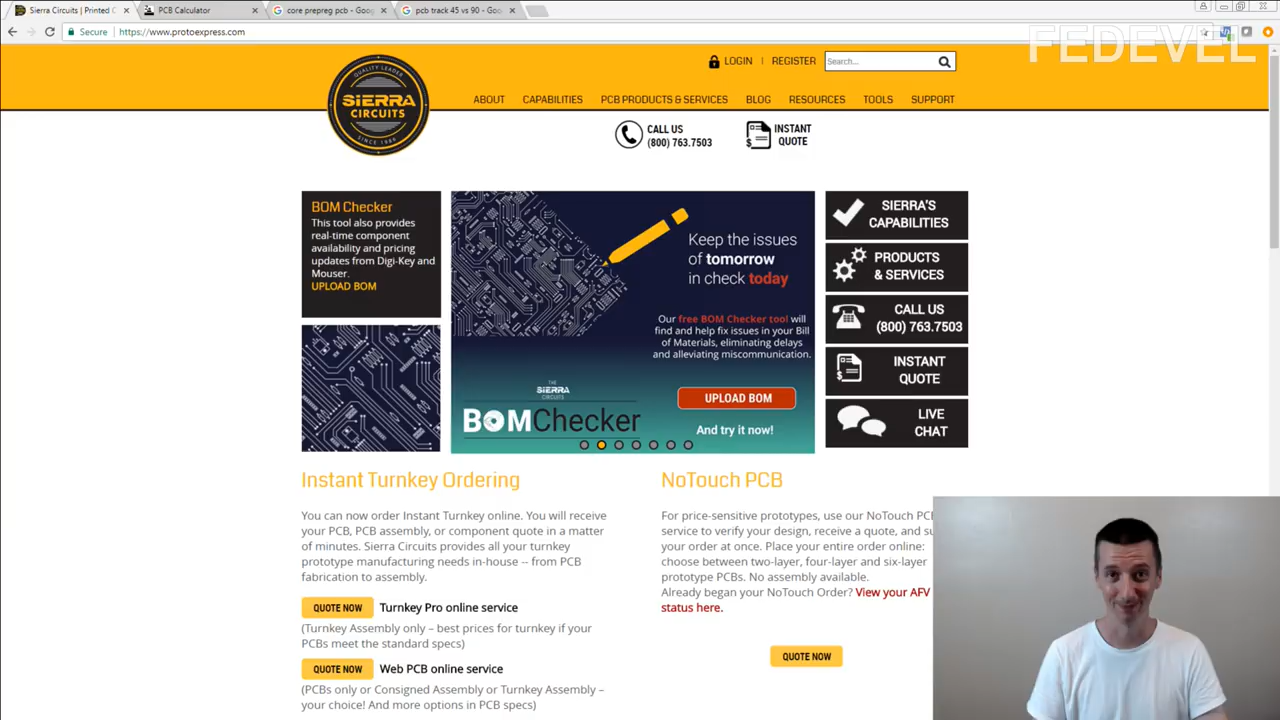 Sierra Circuits | Printed C
PCB Calculator
core prepreg pcb - Goog
pcb track 45 vs 90 - Goo
Secure
https://www.protoexpress.com
FEDEVEL
LOGIN | REGISTER
Search...
QUALITY LEADER
SIERRA
CIRCUITS
SINCE 1986
ABOUT
CAPABILITIES
PCB PRODUCTS & SERVICES
BLOG
RESOURCES
TOOLS
SUPPORT
CALL US
(800) 763.7503
INSTANT
QUOTE
BOM Checker
This tool also provides
real-time component
availability and pricing
updates from Digi-Key and
Mouser.
UPLOAD BOM
Keep the issues
of tomorrow
in check today
Our free BOM Checker tool will
find and help fix issues in your Bill
of Materials, eliminating delays
and alleviating miscommunication.
THE
SIERRA
CIRCUITS
BOMChecker
UPLOAD BOM
And try it now!
SIERRA'S
CAPABILITIES
PRODUCTS
& SERVICES
CALL US
(800) 763.7503
INSTANT
QUOTE
LIVE
CHAT
Instant Turnkey Ordering
You can now order Instant Turnkey online. You will receive
your PCB, PCB assembly, or component quote in a matter
of minutes. Sierra Circuits provides all your turnkey
prototype manufacturing needs in-house -- from PCB
fabrication to assembly.
QUOTE NOW
Turnkey Pro online service
(Turnkey Assembly only – best prices for turnkey if your
PCBs meet the standard specs)
QUOTE NOW
Web PCB online service
(PCBs only or Consigned Assembly or Turnkey Assembly –
your choice! And more options in PCB specs)
NoTouch PCB
For price-sensitive prototypes, use our NoTouch PC
service to verify your design, receive a quote, and su
your order at once. Place your entire order online:
choose between two-layer, four-layer and six-layer
prototype PCBs. No assembly available.
Already began your NoTouch Order? View your AFV
status here.
QUOTE NOW